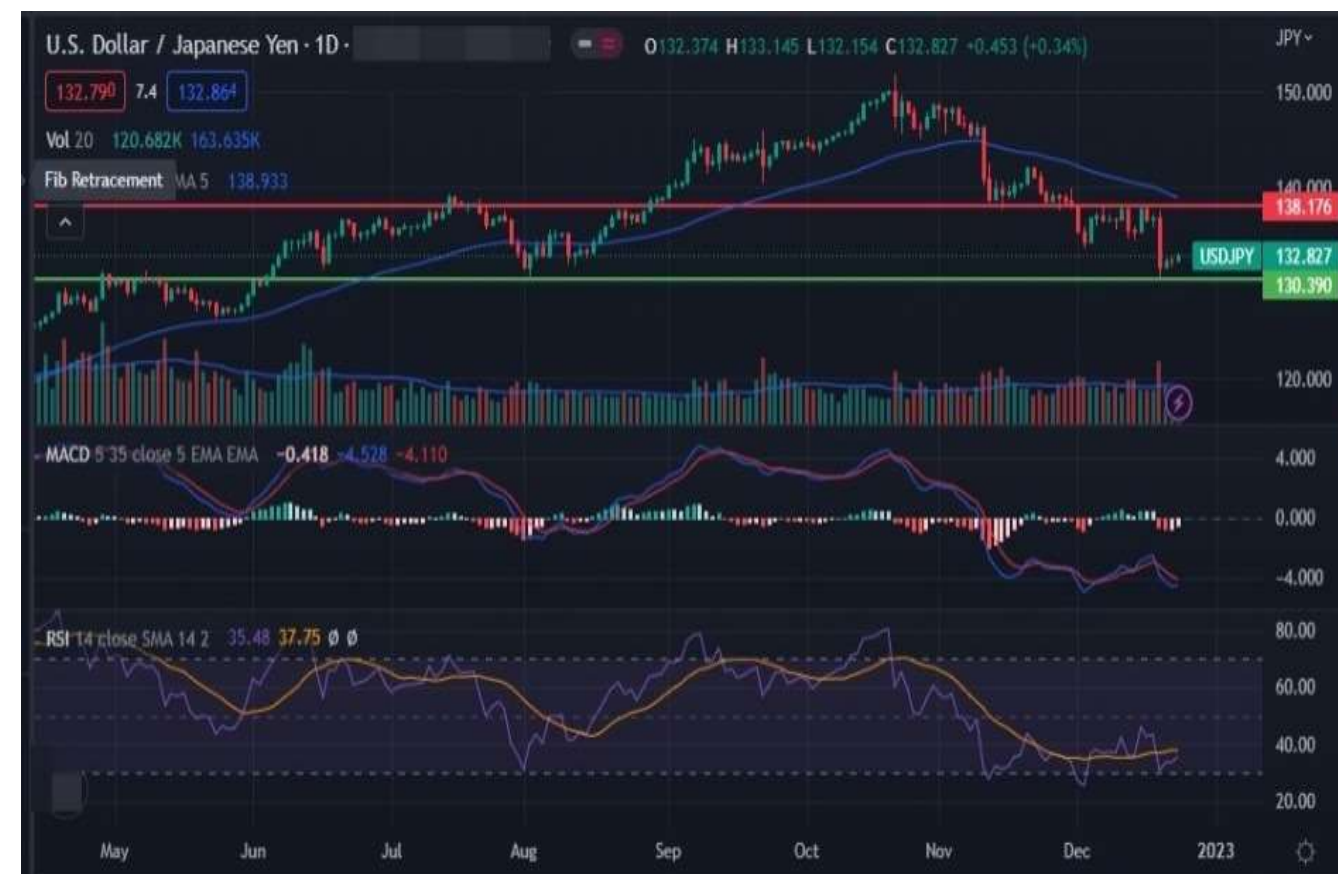 U.S. Dollar / Japanese Yen · 1D · O132.374 H133.145 L132.154 C132.827 +0.453 (+0.34%)
JPY
132.790 7.4 132.864
150.000
Vol 20 120.682K 163.635K
Fib Retracement MA 5 138.933
140.000
138.176
USDJPY 132.827
130.390
120.000
MACD 5 35 close 5 EMA EMA −0.418 −4.528 −4.110
4.000
0.000
−4.000
RSI 14 close SMA 14 2 35.48 37.75 Ø Ø
80.00
60.00
40.00
20.00
May Jun Jul Aug Sep Oct Nov Dec 2023